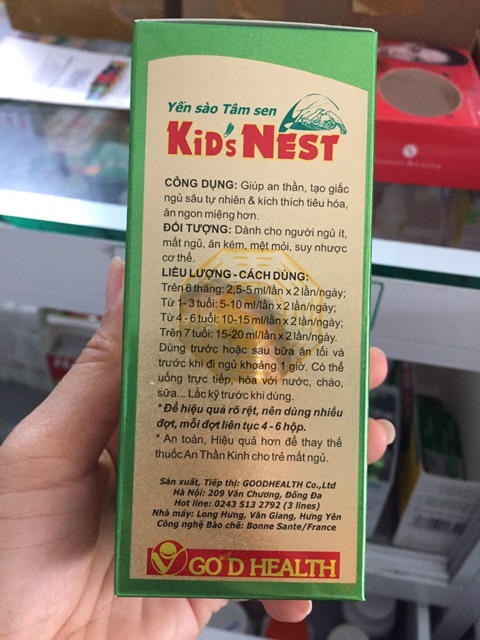 Yến sào Tâm sen
KiD's NEST
CÔNG DỤNG: Giúp an thần, tạo giấc
ngủ sâu tự nhiên & kích thích tiêu hóa,
ăn ngon miệng hơn.
ĐỐI TƯỢNG: Dành cho người ngủ ít,
mất ngủ, ăn kém, mệt mỏi, suy nhược
cơ thể.
LIỀU LƯỢNG - CÁCH DÙNG:
Trên 6 tháng: 2,5-5 ml/lần x 2 lần/ngày;
Từ 1- 3 tuổi: 5-10 ml/lần x 2 lần/ngày;
Từ 4 - 6 tuổi: 10-15 ml/lần x 2 lần/ngày;
Trên 7 tuổi: 15-20 ml/lần x 2 lần/ngày.
Dùng trước hoặc sau bữa ăn tối và
trước khi đi ngủ khoảng 1 giờ. Có thể
uống trực tiếp, hòa với nước, cháo,
sữa... Lắc kỹ trước khi dùng.
* Để hiệu quả rõ rệt, nên dùng nhiều
đợt, mỗi đợt liên tục 4 -6 hộp.
* An toàn, Hiệu quả hơn để thay thế
thuốc An Thần Kinh cho trẻ mất ngủ.
Sản xuất, Tiếp thị: GOODHEALTH Co.,Ltd
Hà Nội: 209 Văn Chương, Đống Đa
Hot line: 0243 513 2792 (3 lines)
Nhà máy: Long Hưng, Văn Giang, Hưng Yên
Công nghệ Bào chế: Bonne Sante/France
GOOD HEALTH